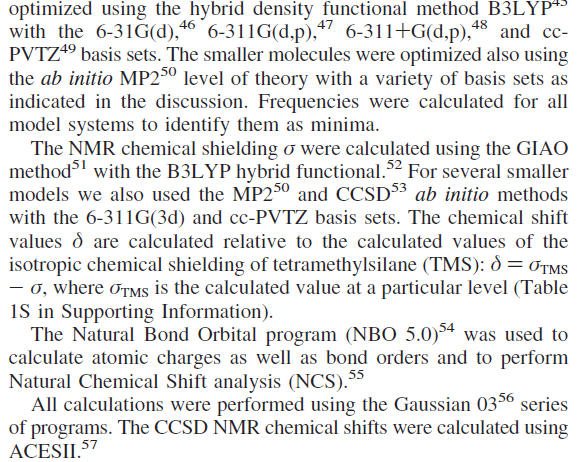 optimized using the hybrid density functional method B3LYP45
with the 6-31G(d),46 6-311G(d,p),47 6-311+G(d,p),48 and cc-
PVTZ49 basis sets. The smaller molecules were optimized also using
the ab initio MP250 level of theory with a variety of basis sets as
indicated in the discussion. Frequencies were calculated for all
model systems to identify them as minima.
The NMR chemical shielding σ were calculated using the GIAO
method51 with the B3LYP hybrid functional.52 For several smaller
models we also used the MP250 and CCSD53 ab initio methods
with the 6-311G(3d) and cc-PVTZ basis sets. The chemical shift
values δ are calculated relative to the calculated values of the
isotropic chemical shielding of tetramethylsilane (TMS): δ = σTMS
− σ, where σTMS is the calculated value at a particular level (Table
1S in Supporting Information).
The Natural Bond Orbital program (NBO 5.0)54 was used to
calculate atomic charges as well as bond orders and to perform
Natural Chemical Shift analysis (NCS).55
All calculations were performed using the Gaussian 0356 series
of programs. The CCSD NMR chemical shifts were calculated using
ACESII.57